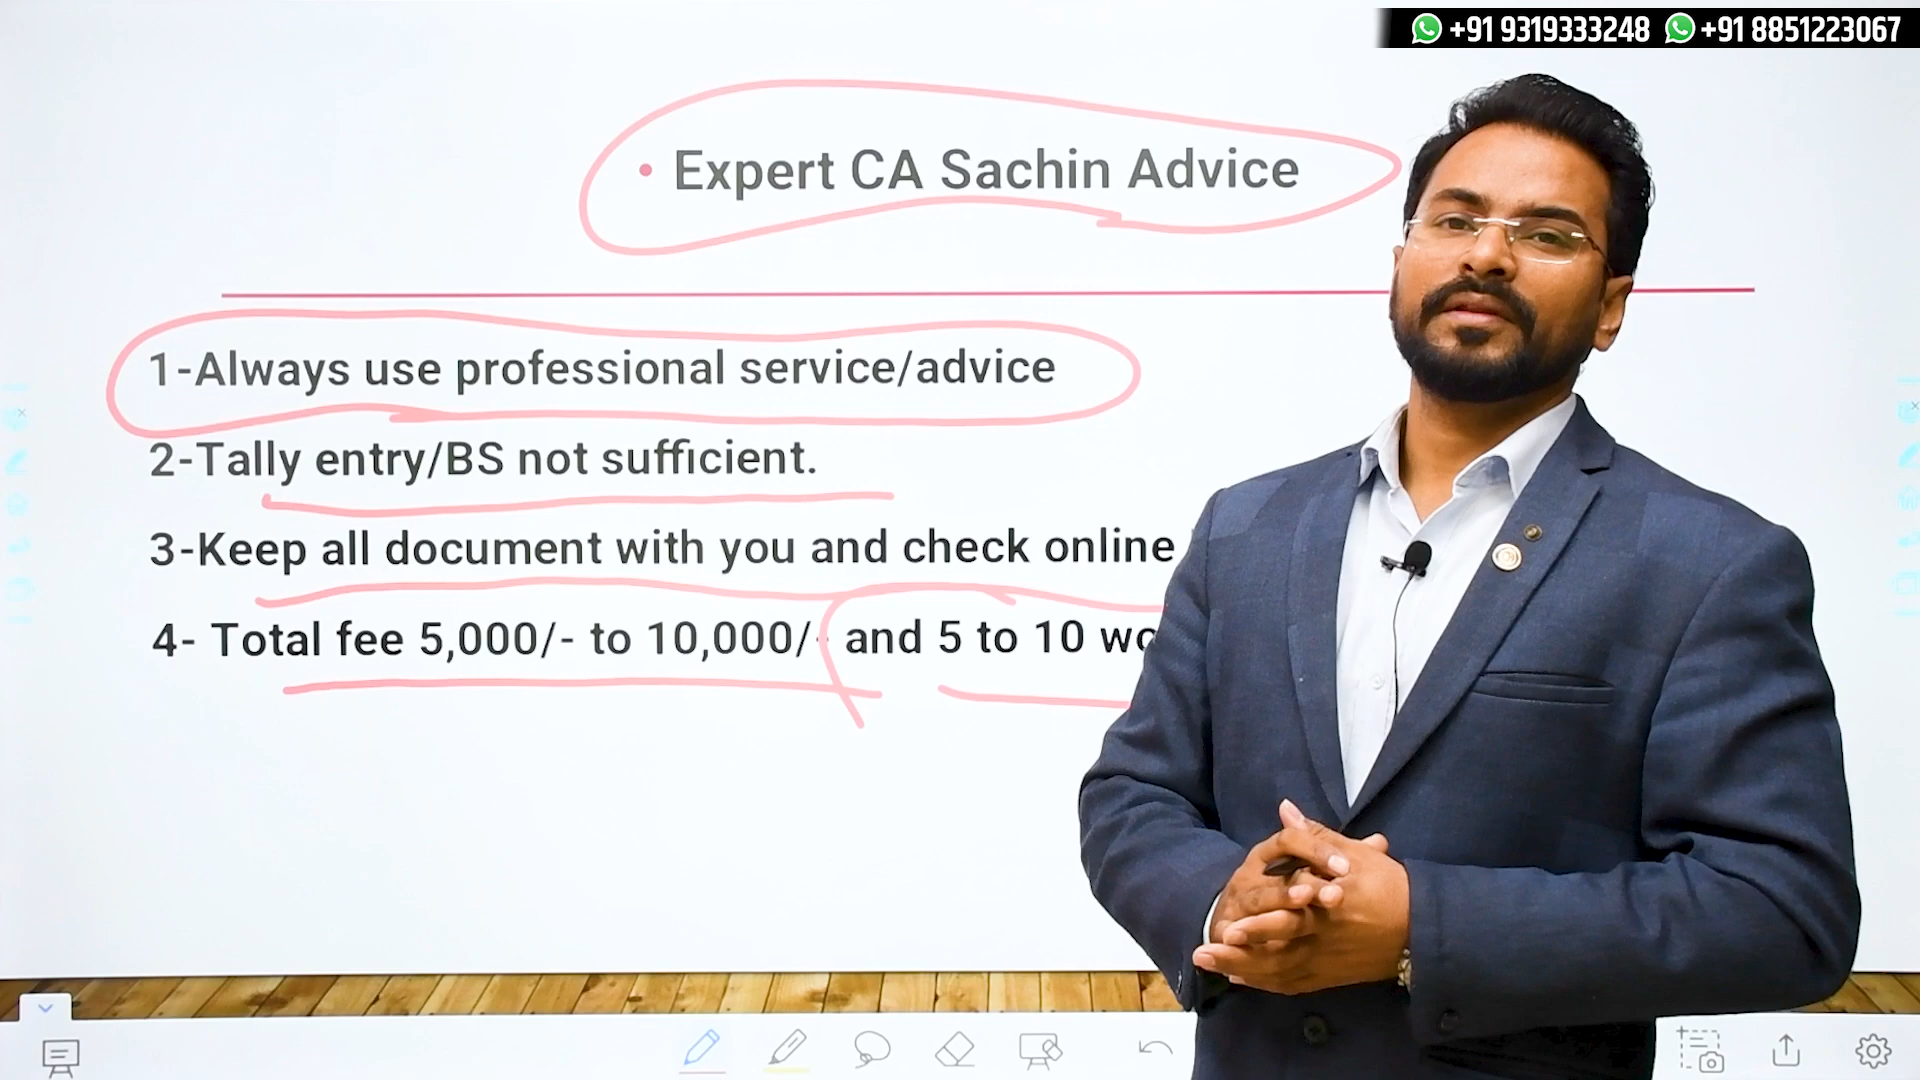 +91 9319333248 +91 8851223067
• Expert CA Sachin Advice
1-Always use professional service/advice
2-Tally entry/BS not sufficient.
3-Keep all document with you and check online
4- Total fee 5,000/- to 10,000/- and 5 to 10